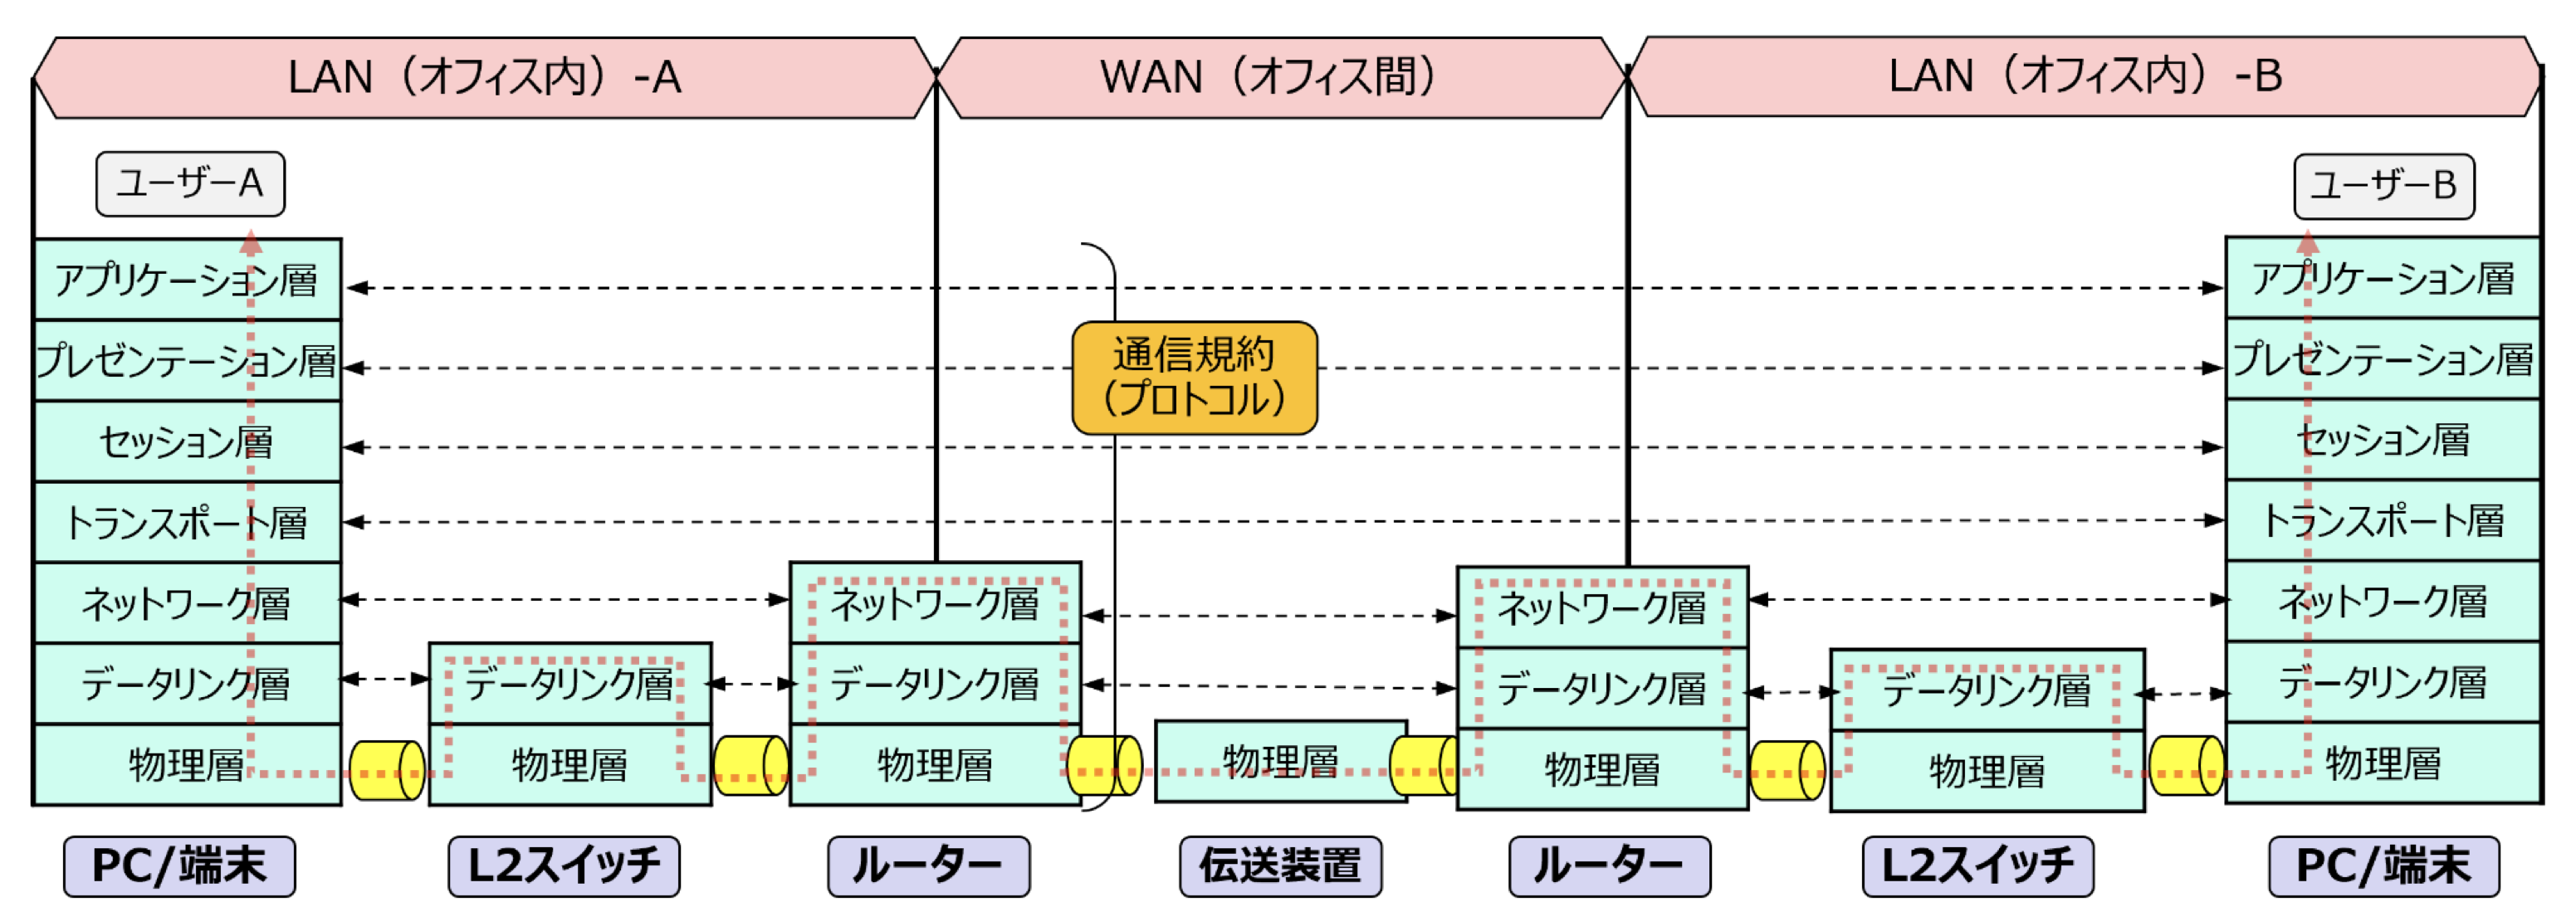 LAN（オフィス内）-A
WAN（オフィス間）
LAN（オフィス内）-B
ユーザーA
ユーザーB
アプリケーション層
プレゼンテーション層
セッション層
トランスポート層
ネットワーク層
データリンク層
物理層
データリンク層
物理層
ネットワーク層
データリンク層
物理層
通信規約
（プロトコル）
物理層
ネットワーク層
データリンク層
物理層
データリンク層
物理層
アプリケーション層
プレゼンテーション層
セッション層
トランスポート層
ネットワーク層
データリンク層
物理層
PC/端末
L2スイッチ
ルーター
伝送装置
ルーター
L2スイッチ
PC/端末